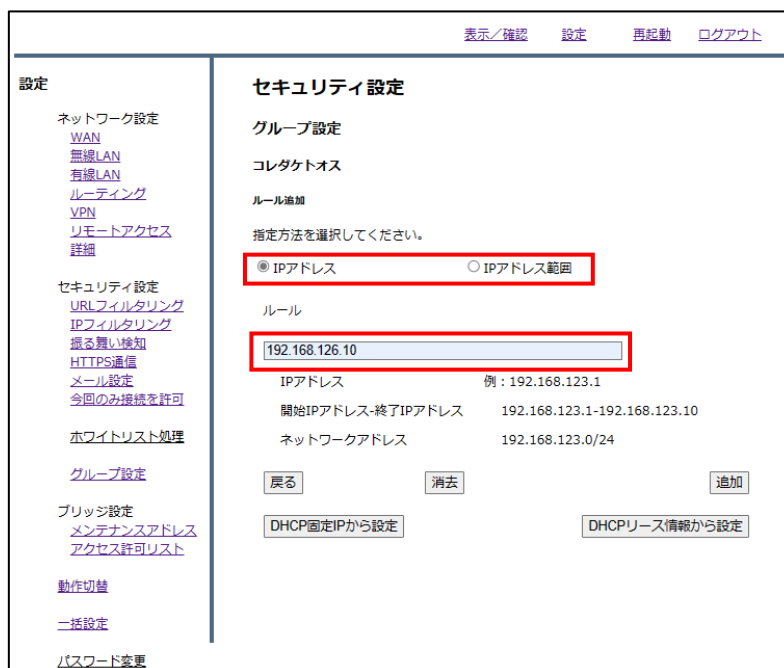 表示／確認 設定 再起動 ログアウト
設定
ネットワーク設定
WAN
無線LAN
有線LAN
ルーティング
VPN
リモートアクセス
詳細
セキュリティ設定
URLフィルタリング
IPフィルタリング
振る舞い検知
HTTPS通信
メール設定
今回のみ接続を許可
ホワイトリスト処理
グループ設定
ブリッジ設定
メンテナンスアドレス
アクセス許可リスト
動作切替
一括設定
パスワード変更
セキュリティ設定
グループ設定
コレダケトオス
ルール追加
指定方法を選択してください。
IPアドレス IPアドレス範囲
ルール
192.168.126.10
IPアドレス 例：192.168.123.1
開始IPアドレス-終了IPアドレス 192.168.123.1-192.168.123.10
ネットワークアドレス 192.168.123.0/24
戻る 消去 追加
DHCP固定IPから設定 DHCPリース情報から設定